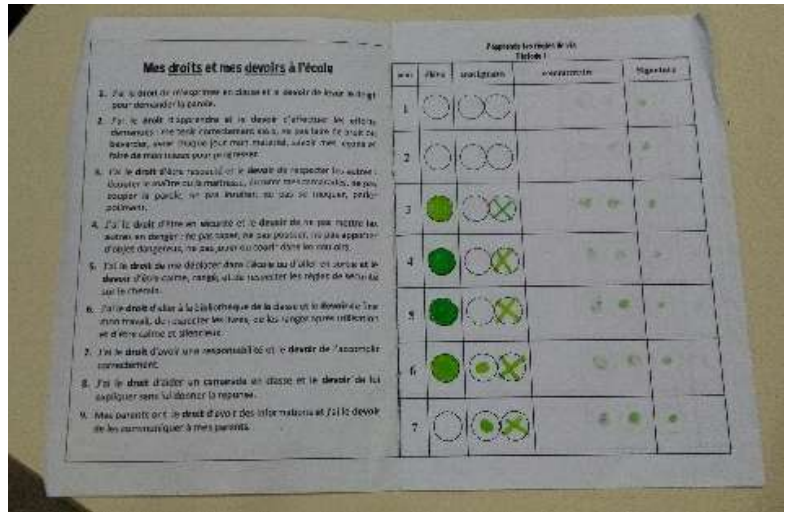 Mes droits et mes devoirs à l'école
1. J'ai le droit de m'exprimer en classe et le devoir de lever le doigt
pour demander la parole.
2. J'ai le droit d'apprendre et le devoir d'effectuer les efforts
demandés : me tenir correctement assis, ne pas faire de bruit ou
bavarder, avoir chaque jour mon matériel, savoir mes leçons et
faire de mon mieux pour progresser.
3. J'ai le droit d'être respecté et le devoir de respecter les autres :
écouter le maître ou la maîtresse, écouter mes camarades, ne pas
couper la parole, ne pas insulter, ne pas se moquer, parler
poliment.
4. J'ai le droit d'être en sécurité et le devoir de ne pas mettre les
autres en danger : ne pas taper, ne pas pousser, ne pas apporter
d'objet dangereux, ne pas jouer ou courir dans les couloirs.
5. J'ai le droit de me déplacer dans l'école ou d'aller en sortie et le
devoir d'être calme, rangé, et de respecter les règles de sécurité
sur le chemin.
6. J'ai le droit d'aller à la bibliothèque de la classe et le devoir de finir
mon travail, de respecter les livres, de les ranger après utilisation
et d'être calme et silencieux.
7. J'ai le droit d'avoir une responsabilité et le devoir de l'accomplir
correctement.
8. J'ai le droit d'aider un camarade en classe et le devoir de lui
expliquer sans lui donner la réponse.
9. Mes parents ont le droit d'avoir des informations et j'ai le devoir
de les communiquer à mes parents.
J'apprends les règles de vie
Période 1
élève enseignants commentaires Signatures
1
2
3
4
5
6
7